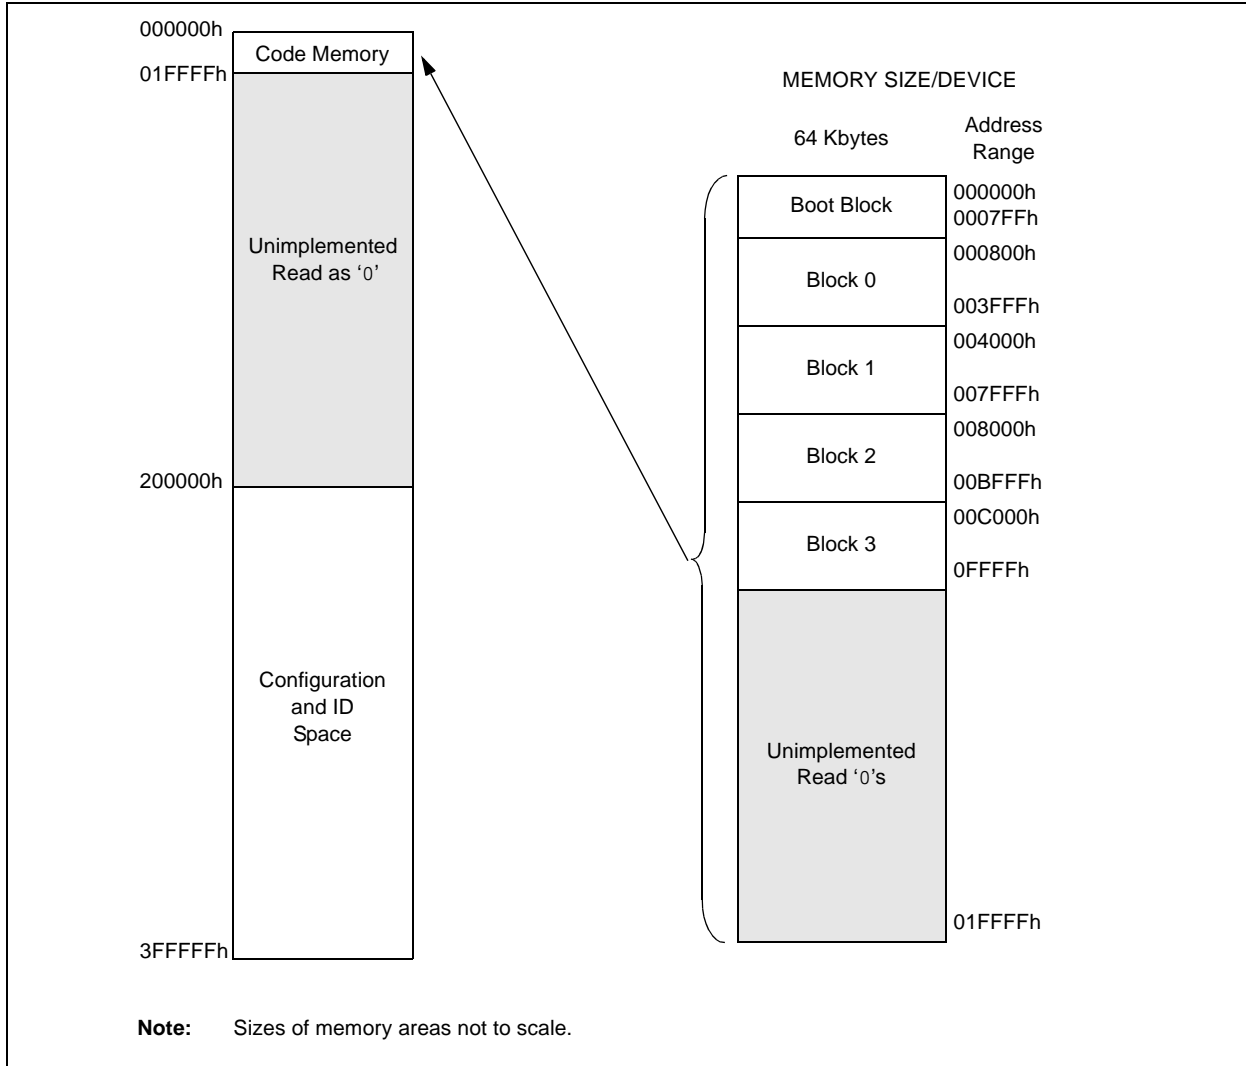 000000h
Code Memory
01FFFFh
Unimplemented
Read as ‘0’
200000h
Configuration
and ID
Space
3FFFFFh
MEMORY SIZE/DEVICE
64 Kbytes
Address
Range
Boot Block
000000h
0007FFh
Block 0
000800h
003FFFh
Block 1
004000h
007FFFh
Block 2
008000h
00BFFFh
Block 3
00C000h
0FFFFh
Unimplemented
Read ‘0’s
01FFFFh
Note: Sizes of memory areas not to scale.